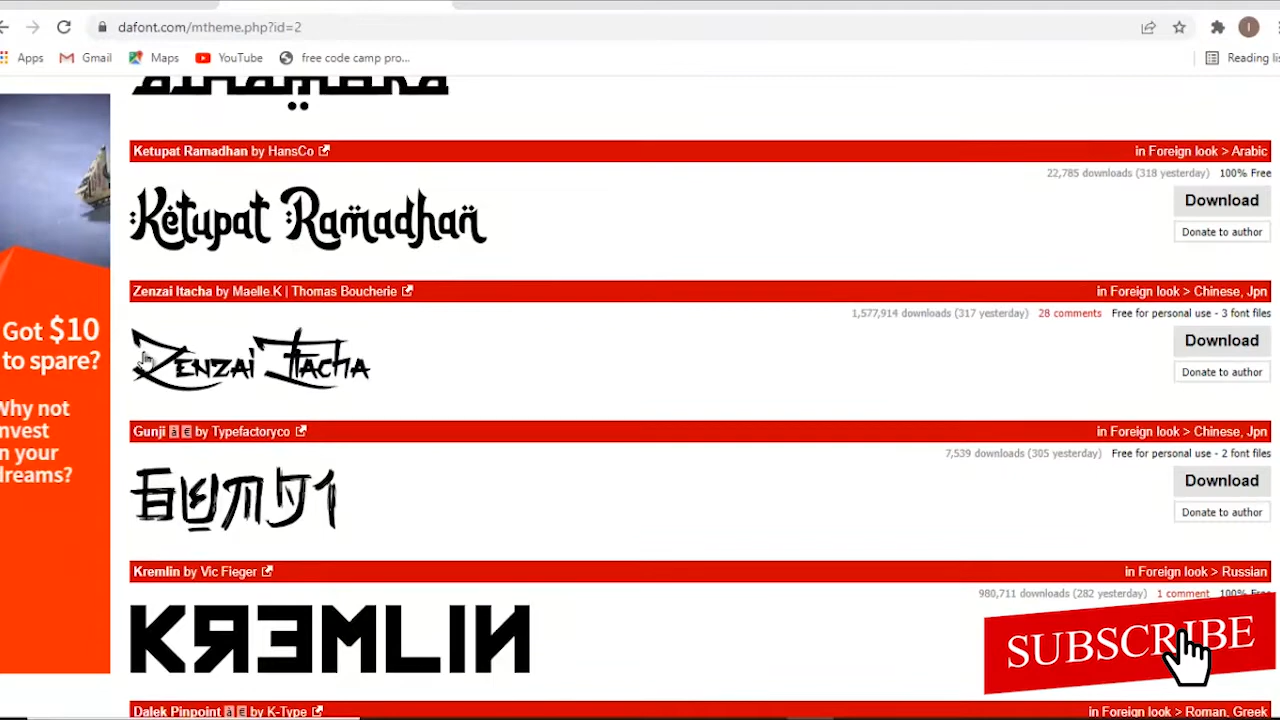 dafont.com/mtheme.php?id=2
Apps Gmail Maps YouTube free code camp pro... Reading lis
Ketupat Ramadhan by HansCo in Foreign look > Arabic
22,785 downloads (318 yesterday) 100% Free
Ketupat Ramadhan
Download
Donate to author
Zenzai Itacha by Maelle.K | Thomas Boucherie in Foreign look > Chinese, Jpn
1,577,914 downloads (317 yesterday) 28 comments Free for personal use - 3 font files
Zenzai Itacha
Download
Donate to author
Gunji à € by Typefactoryco in Foreign look > Chinese, Jpn
7,539 downloads (305 yesterday) Free for personal use - 2 font files
Gunji
Download
Donate to author
Kremlin by Vic Fieger in Foreign look > Russian
980,711 downloads (282 yesterday) 1 comment 100% Free
KREMLIN
SUBSCRIBE
Dalek Pinpoint à € by K-Type in Foreign look > Roman, Greek
Got $10
to spare?
Why not
nvest
n your
dreams?
I